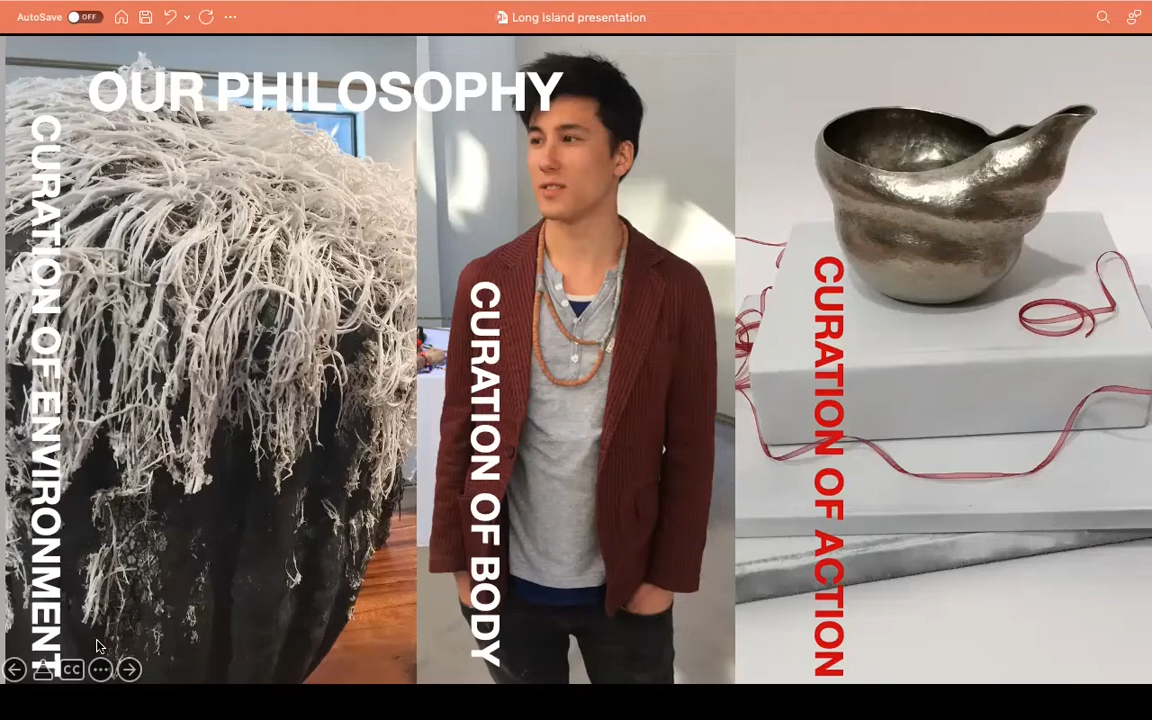 AutoSave OFF
Long Island presentation
OUR PHILOSOPHY
CURATION OF ENVIRONMENT
CURATION OF BODY
CURATION OF ACTION
CC